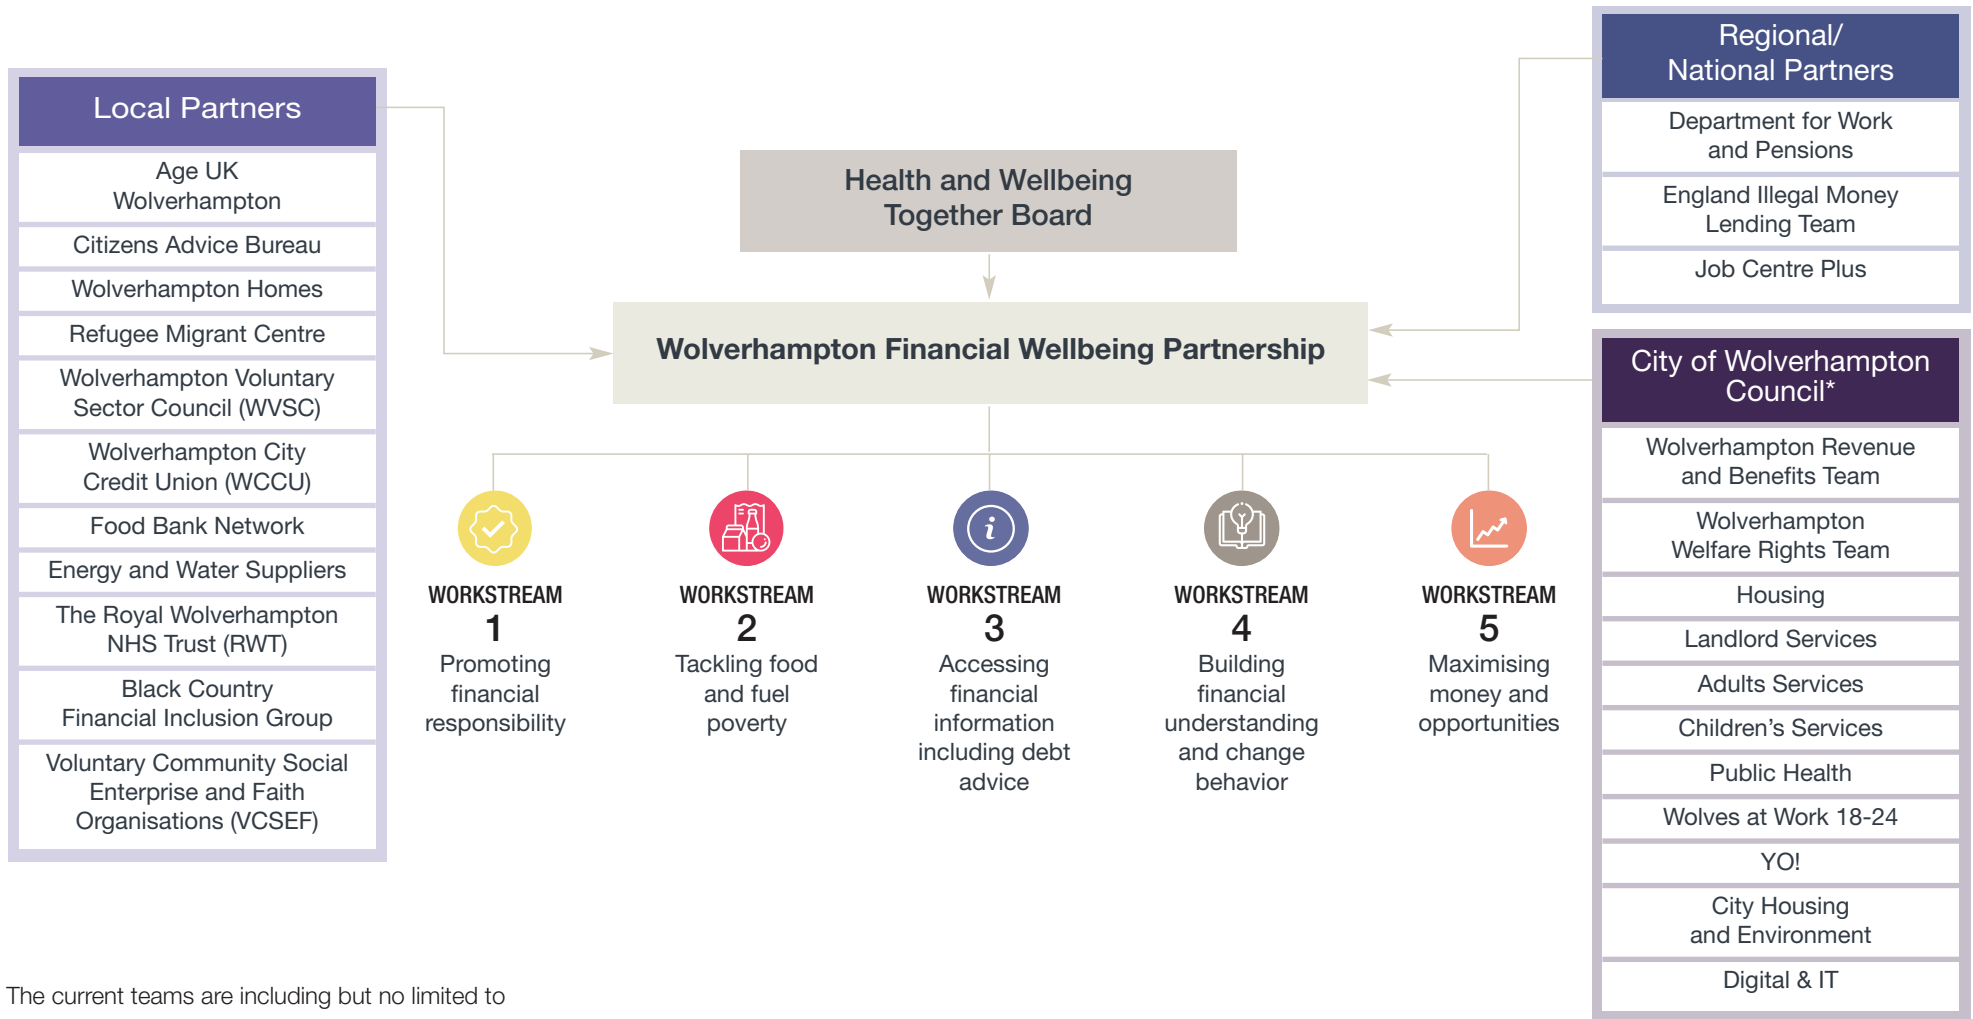 Local Partners
Age UK
Wolverhampton
Citizens Advice Bureau
Wolverhampton Homes
Refugee Migrant Centre
Wolverhampton Voluntary
Sector Council (WVSC)
Wolverhampton City
Credit Union (WCCU)
Food Bank Network
Energy and Water Suppliers
The Royal Wolverhampton
NHS Trust (RWT)
Black Country
Financial Inclusion Group
Voluntary Community Social
Enterprise and Faith
Organisations (VCSEF)
Health and Wellbeing
Together Board
Wolverhampton Financial Wellbeing Partnership
WORKSTREAM
1
Promoting
financial
responsibility
WORKSTREAM
2
Tackling food
and fuel
poverty
i
WORKSTREAM
3
Accessing
financial
information
including debt
advice
WORKSTREAM
4
Building
financial
understanding
and change
behavior
WORKSTREAM
5
Maximising
money and
opportunities
Regional/
National Partners
Department for Work
and Pensions
England Illegal Money
Lending Team
Job Centre Plus
City of Wolverhampton
Council*
Wolverhampton Revenue
and Benefits Team
Wolverhampton
Welfare Rights Team
Housing
Landlord Services
Adults Services
Children’s Services
Public Health
Wolves at Work 18-24
YO!
City Housing
and Environment
Digital & IT
The current teams are including but no limited to